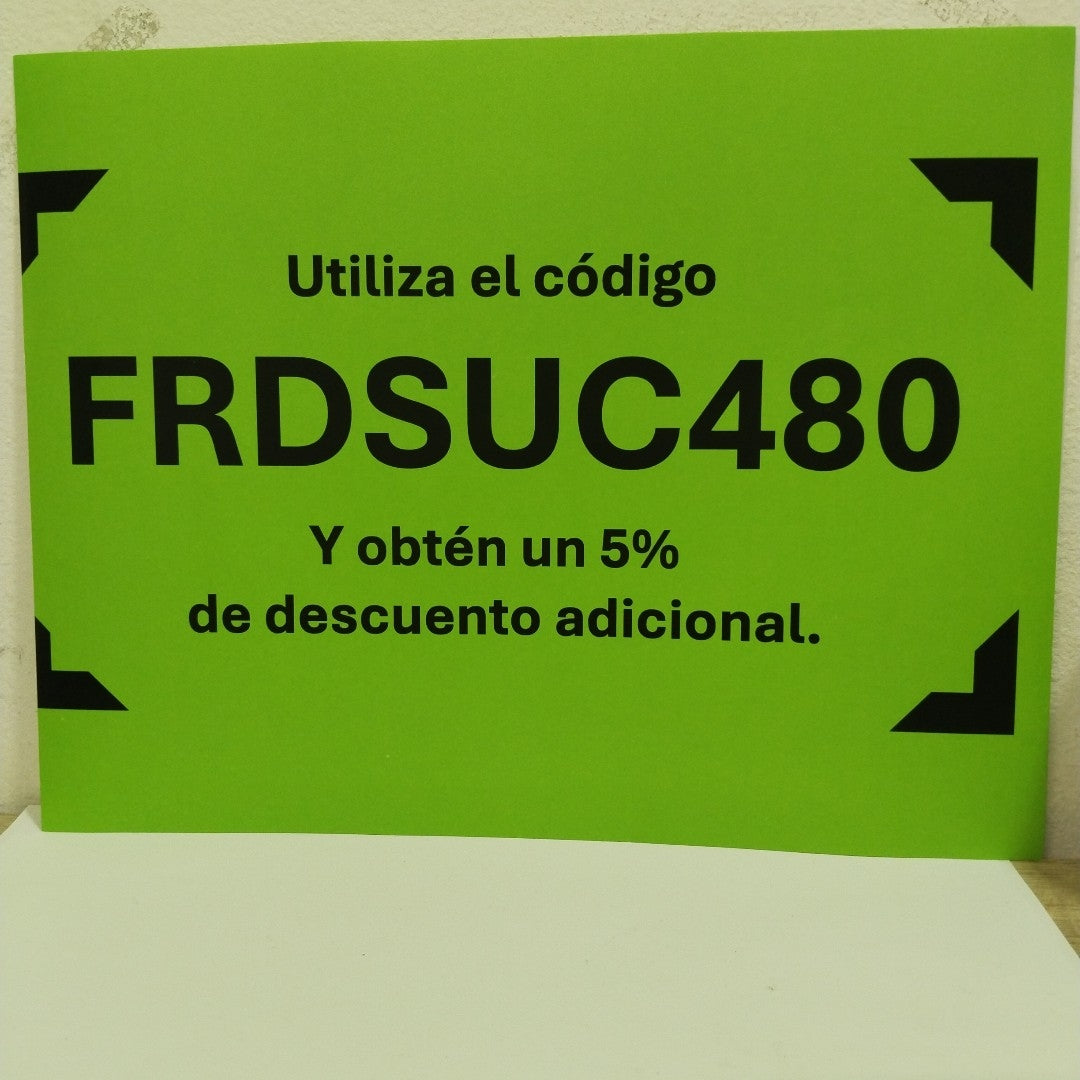 Utiliza el código
FRDSUC480
Y obtén un 5%
de descuento adicional.